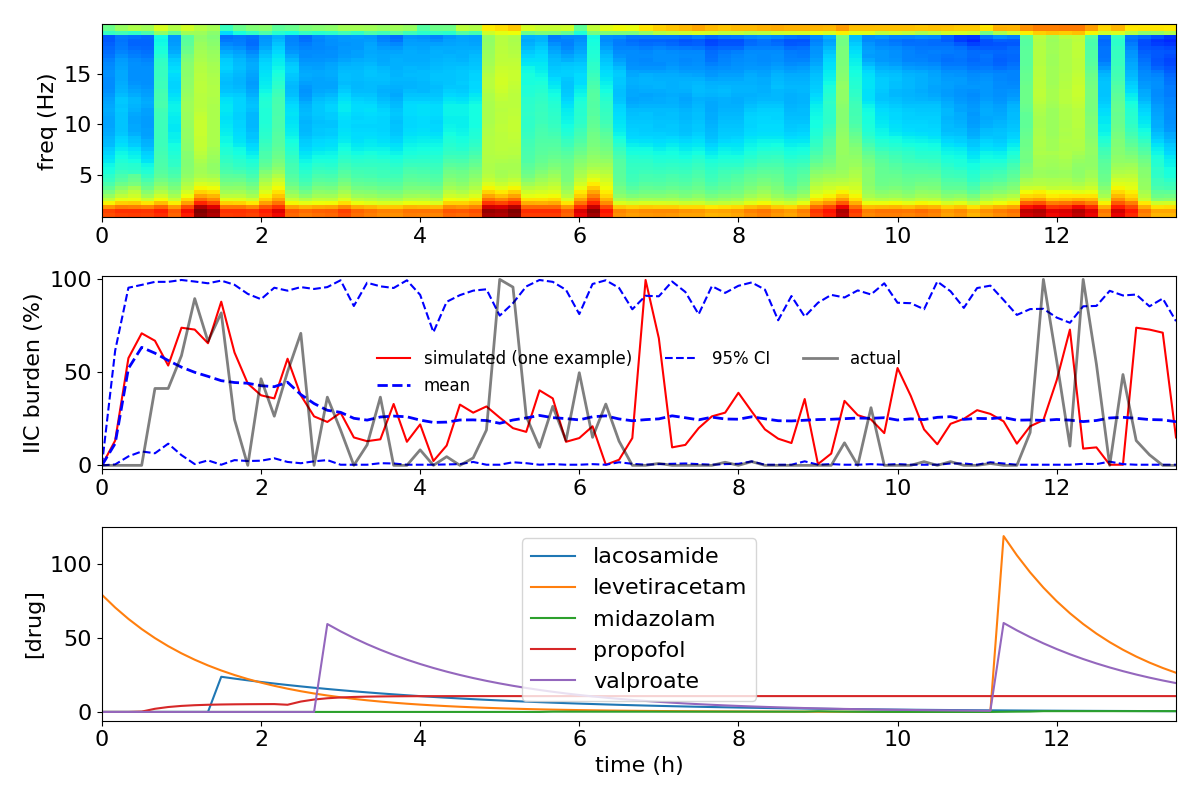 15
10
5
freq (Hz)
0 2 4 6 8 10 12
100
50
0
IIC burden (%)
simulated (one example) 95% CI actual
mean
0 2 4 6 8 10 12
100
50
0
[drug]
lacosamide
levetiracetam
midazolam
propofol
valproate
0 2 4 6 8 10 12
time (h)